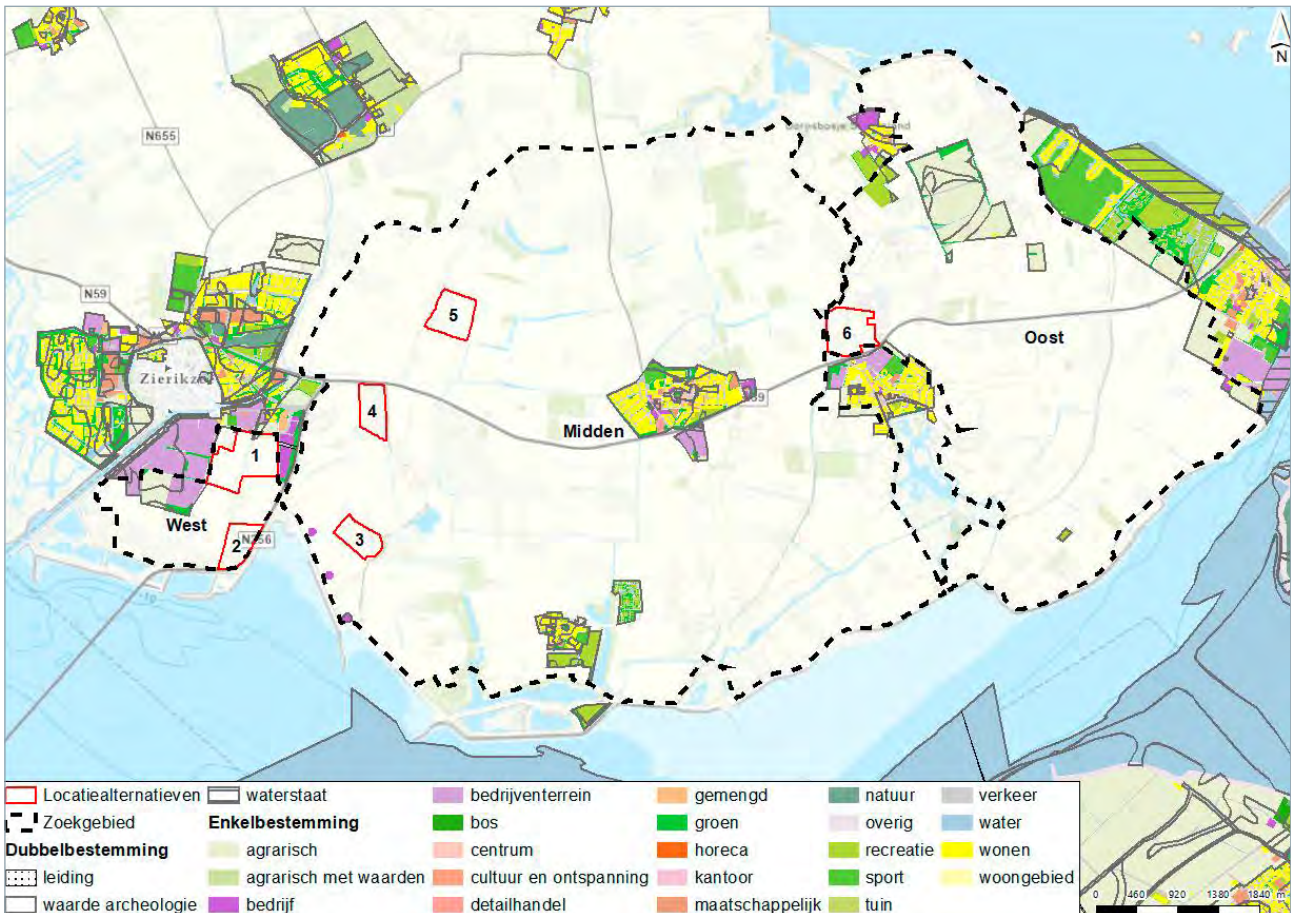 N
N655
N59
Zierikzee
5
6
Oost
4
Midden
1
West
2
3
Locatiealternatieven
waterstaat
bedrijventerrein
gemengd
natuur
verkeer
Zoekgebied
Enkelbestemming
bos
groen
overig
water
Dubbelbestemming
agrarisch
centrum
horeca
recreatie
wonen
leiding
agrarisch met waarden
cultuur en ontspanning
kantoor
sport
woongebied
waarde archeologie
bedrijf
detailhandel
maatschappelijk
tuin
0 460 920 1380 1840 m